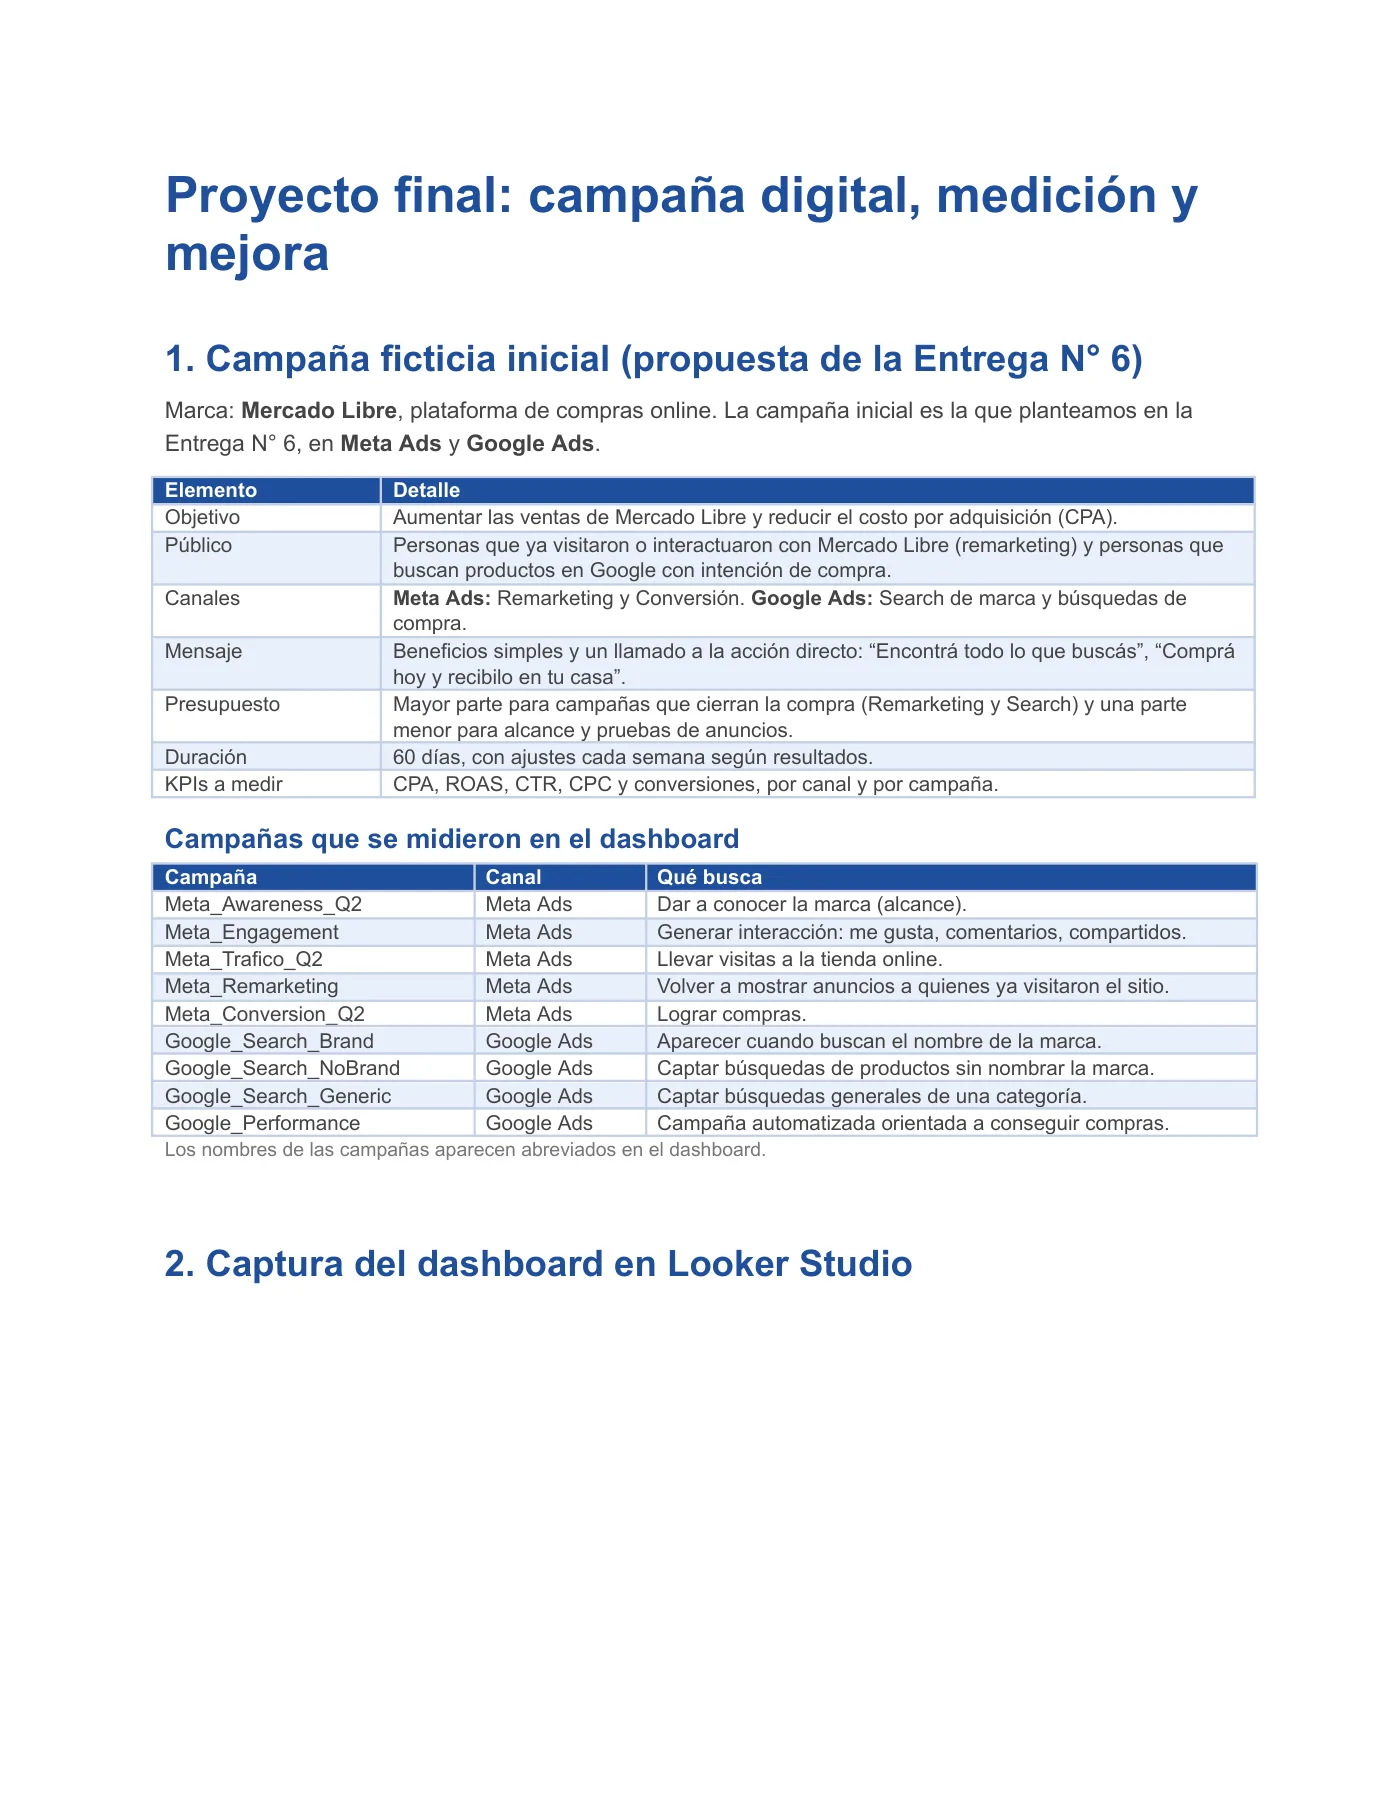 Proyecto final: campaña digital, medición y
mejora
1. Campaña ficticia inicial (propuesta de la Entrega N° 6)
Marca: Mercado Libre, plataforma de compras online. La campaña inicial es la que planteamos en la
Entrega N° 6, en Meta Ads y Google Ads.
Elemento Detalle
Objetivo Aumentar las ventas de Mercado Libre y reducir el costo por adquisición (CPA).
Público Personas que ya visitaron o interactuaron con Mercado Libre (remarketing) y personas que
buscan productos en Google con intención de compra.
Canales Meta Ads: Remarketing y Conversión. Google Ads: Search de marca y búsquedas de
compra.
Mensaje Beneficios simples y un llamado a la acción directo: “Encontrá todo lo que buscás”, “Comprá
hoy y recibilo en tu casa”.
Presupuesto Mayor parte para campañas que cierran la compra (Remarketing y Search) y una parte
menor para alcance y pruebas de anuncios.
Duración 60 días, con ajustes cada semana según resultados.
KPIs a medir CPA, ROAS, CTR, CPC y conversiones, por canal y por campaña.
Campañas que se midieron en el dashboard
Campaña Canal Qué busca
Meta_Awareness_Q2 Meta Ads Dar a conocer la marca (alcance).
Meta_Engagement Meta Ads Generar interacción: me gusta, comentarios, compartidos.
Meta_Trafico_Q2 Meta Ads Llevar visitas a la tienda online.
Meta_Remarketing Meta Ads Volver a mostrar anuncios a quienes ya visitaron el sitio.
Meta_Conversion_Q2 Meta Ads Lograr compras.
Google_Search_Brand Google Ads Aparecer cuando buscan el nombre de la marca.
Google_Search_NoBrand Google Ads Captar búsquedas de productos sin nombrar la marca.
Google_Search_Generic Google Ads Captar búsquedas generales de una categoría.
Google_Performance Google Ads Campaña automatizada orientada a conseguir compras.
Los nombres de las campañas aparecen abreviados en el dashboard.
2. Captura del dashboard en Looker Studio